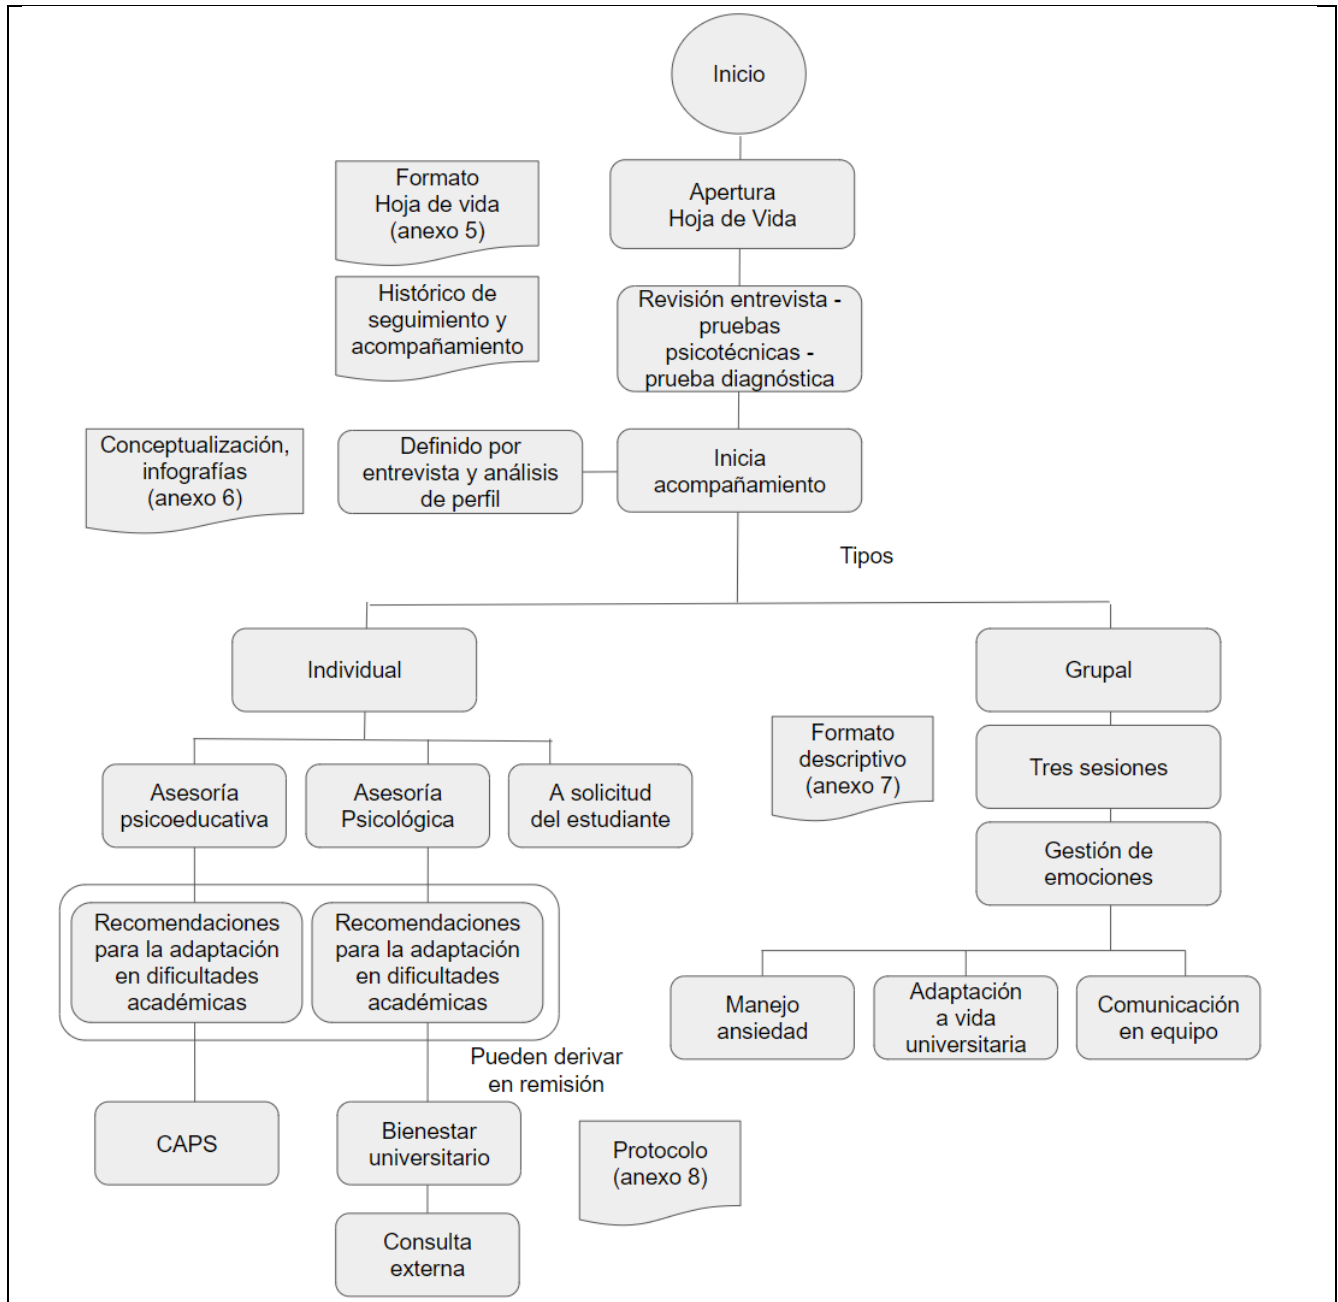 Inicio
Formato
Hoja de vida
(anexo 5)
Apertura
Hoja de Vida
Histórico de
seguimiento y
acompañamiento
Revisión entrevista -
pruebas
psicotécnicas -
prueba diagnóstica
Conceptualización,
infografías
(anexo 6)
Definido por
entrevista y análisis
de perfil
Inicia
acompañamiento
Tipos
Individual
Grupal
Formato
descriptivo
(anexo 7)
Tres sesiones
Asesoría
psicoeducativa
Asesoría
Psicológica
A solicitud
del estudiante
Gestión de
emociones
Recomendaciones
para la adaptación
en dificultades
académicas
Recomendaciones
para la adaptación
en dificultades
académicas
Manejo
ansiedad
Adaptación
a vida
universitaria
Comunicación
en equipo
Pueden derivar
en remisión
CAPS
Bienestar
universitario
Protocolo
(anexo 8)
Consulta
externa